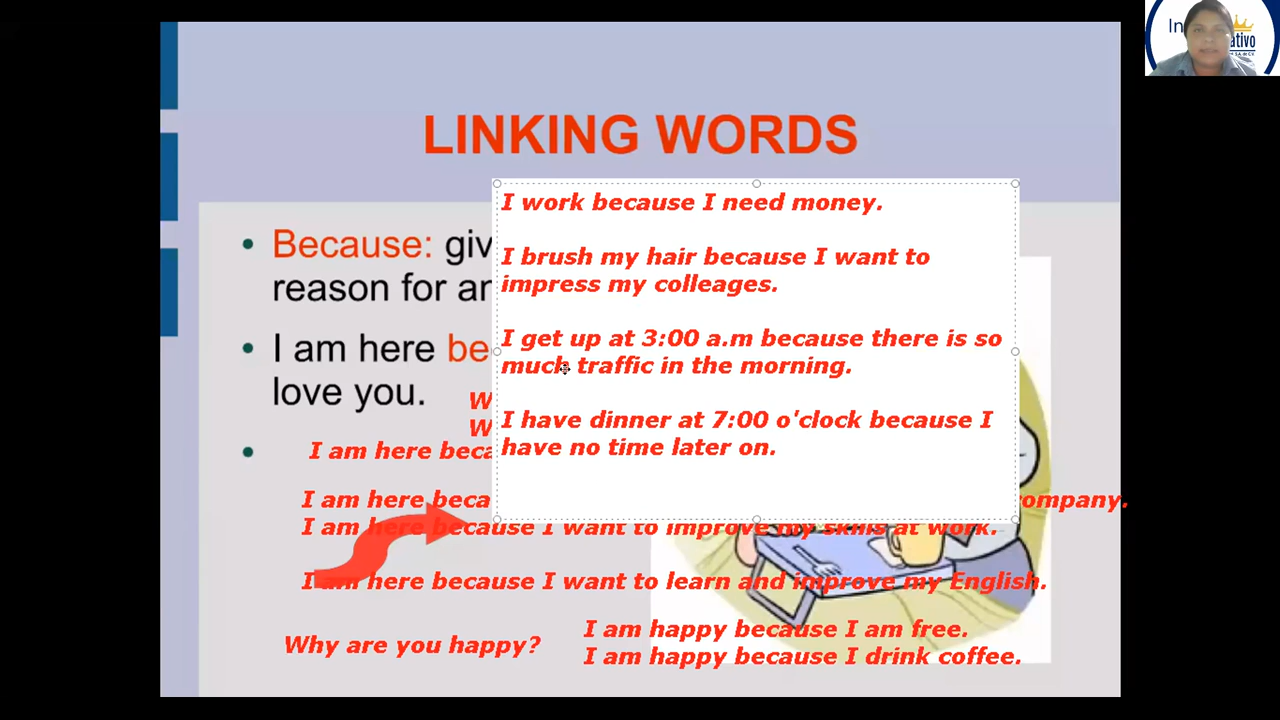 In
ativo
LINKING WORDS
I work because I need money.
Because: giv
I brush my hair because I want to
impress my colleages.
reason for an
I get up at 3:00 a.m because there is so
much traffic in the morning.
I am here be
love you.
W
W
I have dinner at 7:00 o'clock because I
have no time later on.
I am here beca
I am here beca ompany.
I am here because I want to improve my skills at work.
I am here because I want to learn and improve my English.
Why are you happy?
I am happy because I am free.
I am happy because I drink coffee.